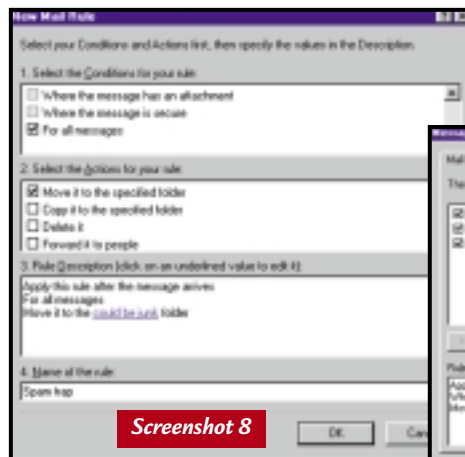 New Mail Rule
Select your Conditions and Actions first, then specify the values in the Description.
1. Select the Conditions for your rule:
Where the message has an attachment
Where the message is secure
For all messages
2. Select the Actions for your rule:
Move it to the specified folder
Copy it to the specified folder
Delete it
Forward it to people
3. Rule Description (click on an underlined value to edit it):
Apply this rule after the message arrives
For all messages
Move it to the could be junk folder
4. Name of the rule:
Spam
Screenshot 8
OK
Message
Mail